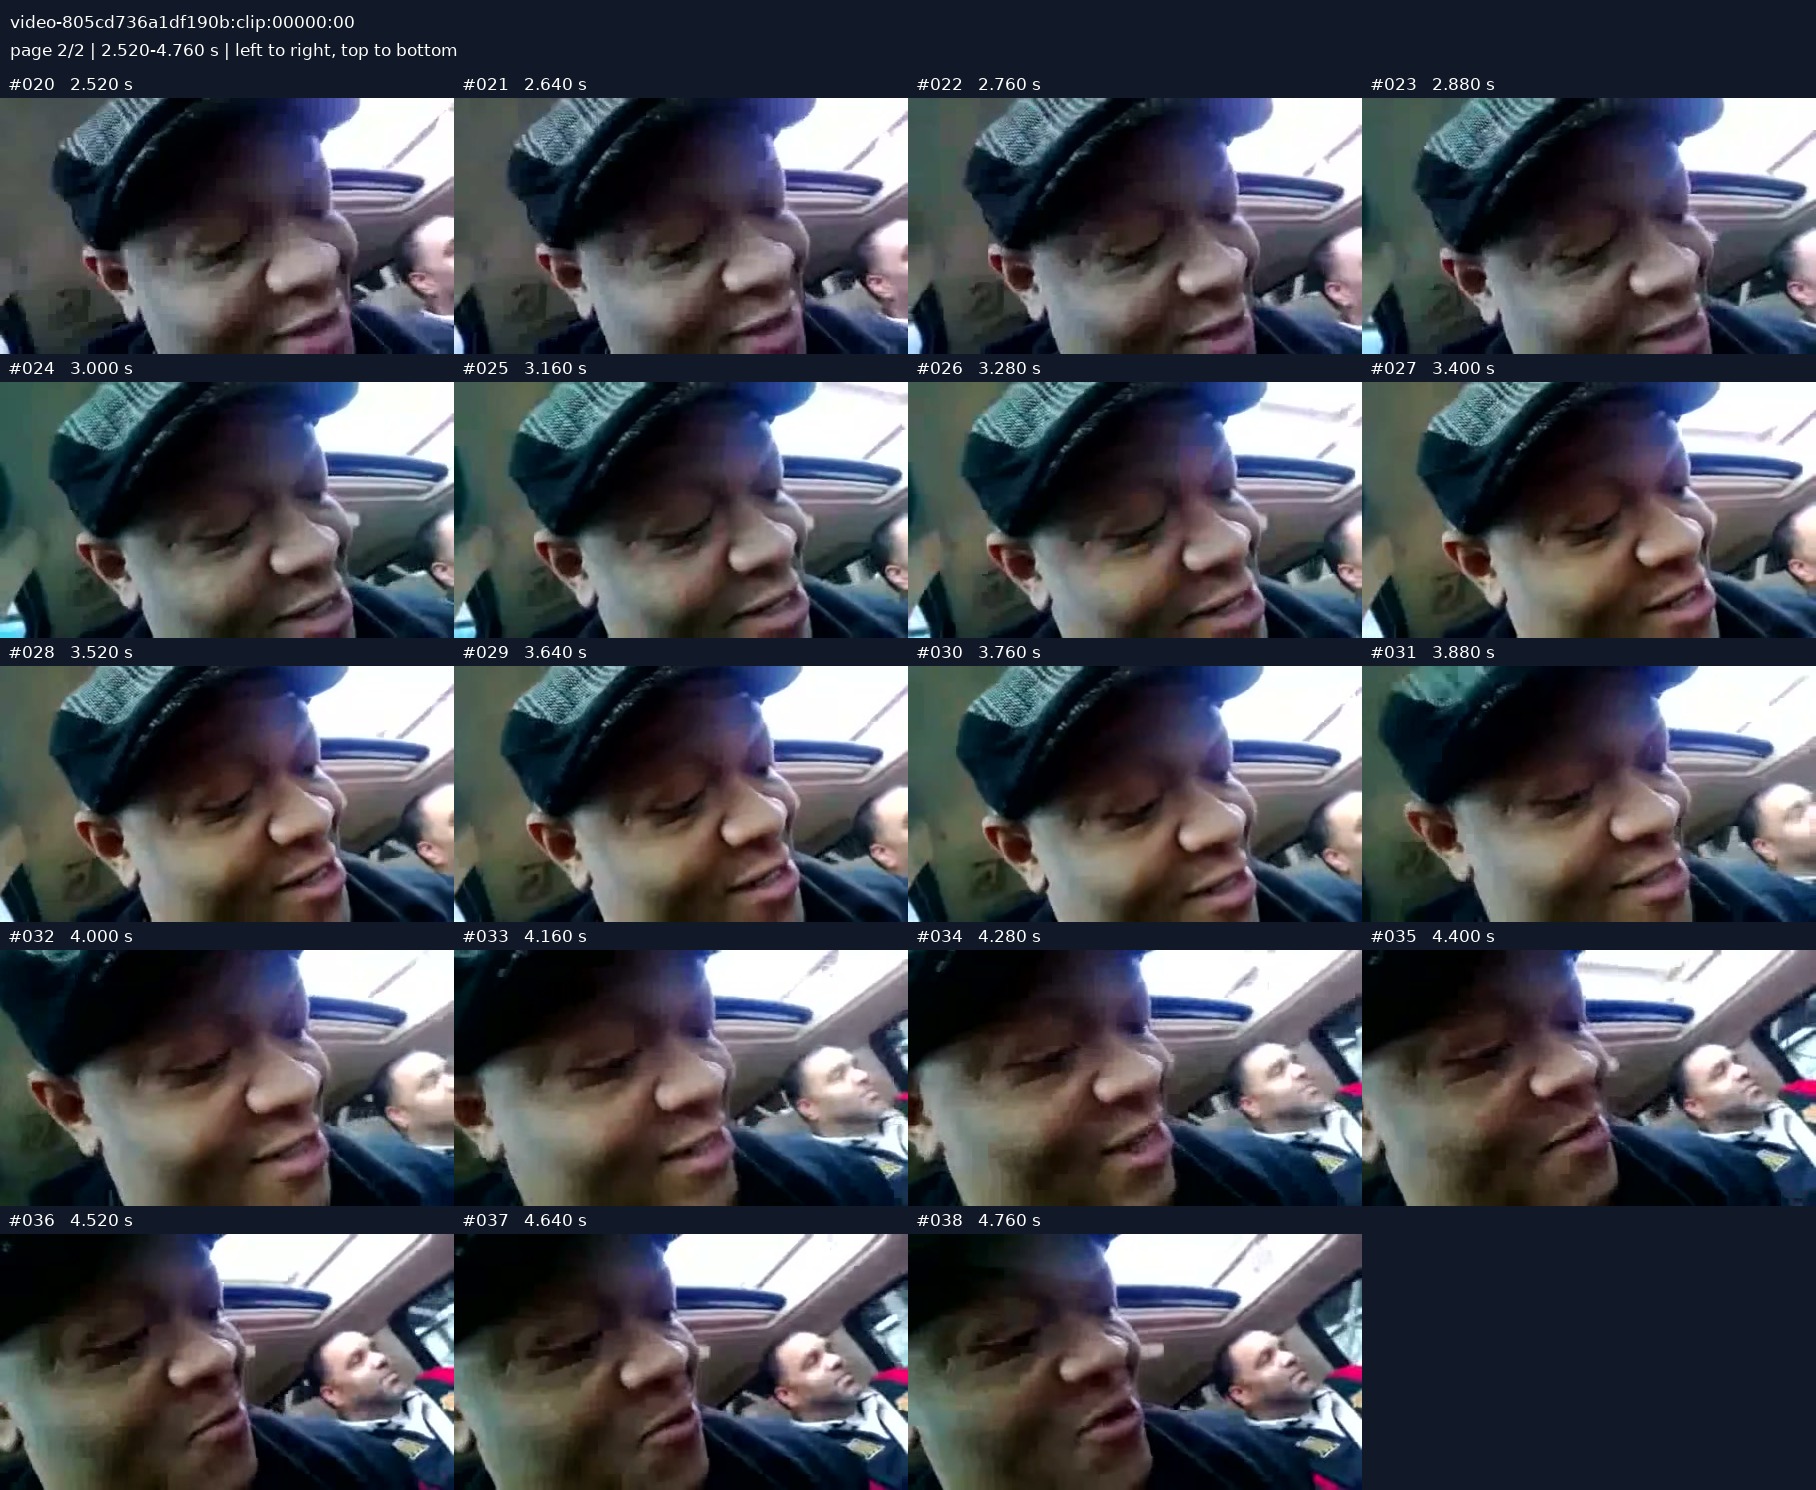 video-805cd736a1df190b:clip:00000:00
page 2/2 | 2.520-4.760 s | left to right, top to bottom
#020 2.520 s
#021 2.640 s
#022 2.760 s
#023 2.880 s
#024 3.000 s
#025 3.160 s
#026 3.280 s
#027 3.400 s
#028 3.520 s
#029 3.640 s
#030 3.760 s
#031 3.880 s
#032 4.000 s
#033 4.160 s
#034 4.280 s
#035 4.400 s
#036 4.520 s
#037 4.640 s
#038 4.760 s